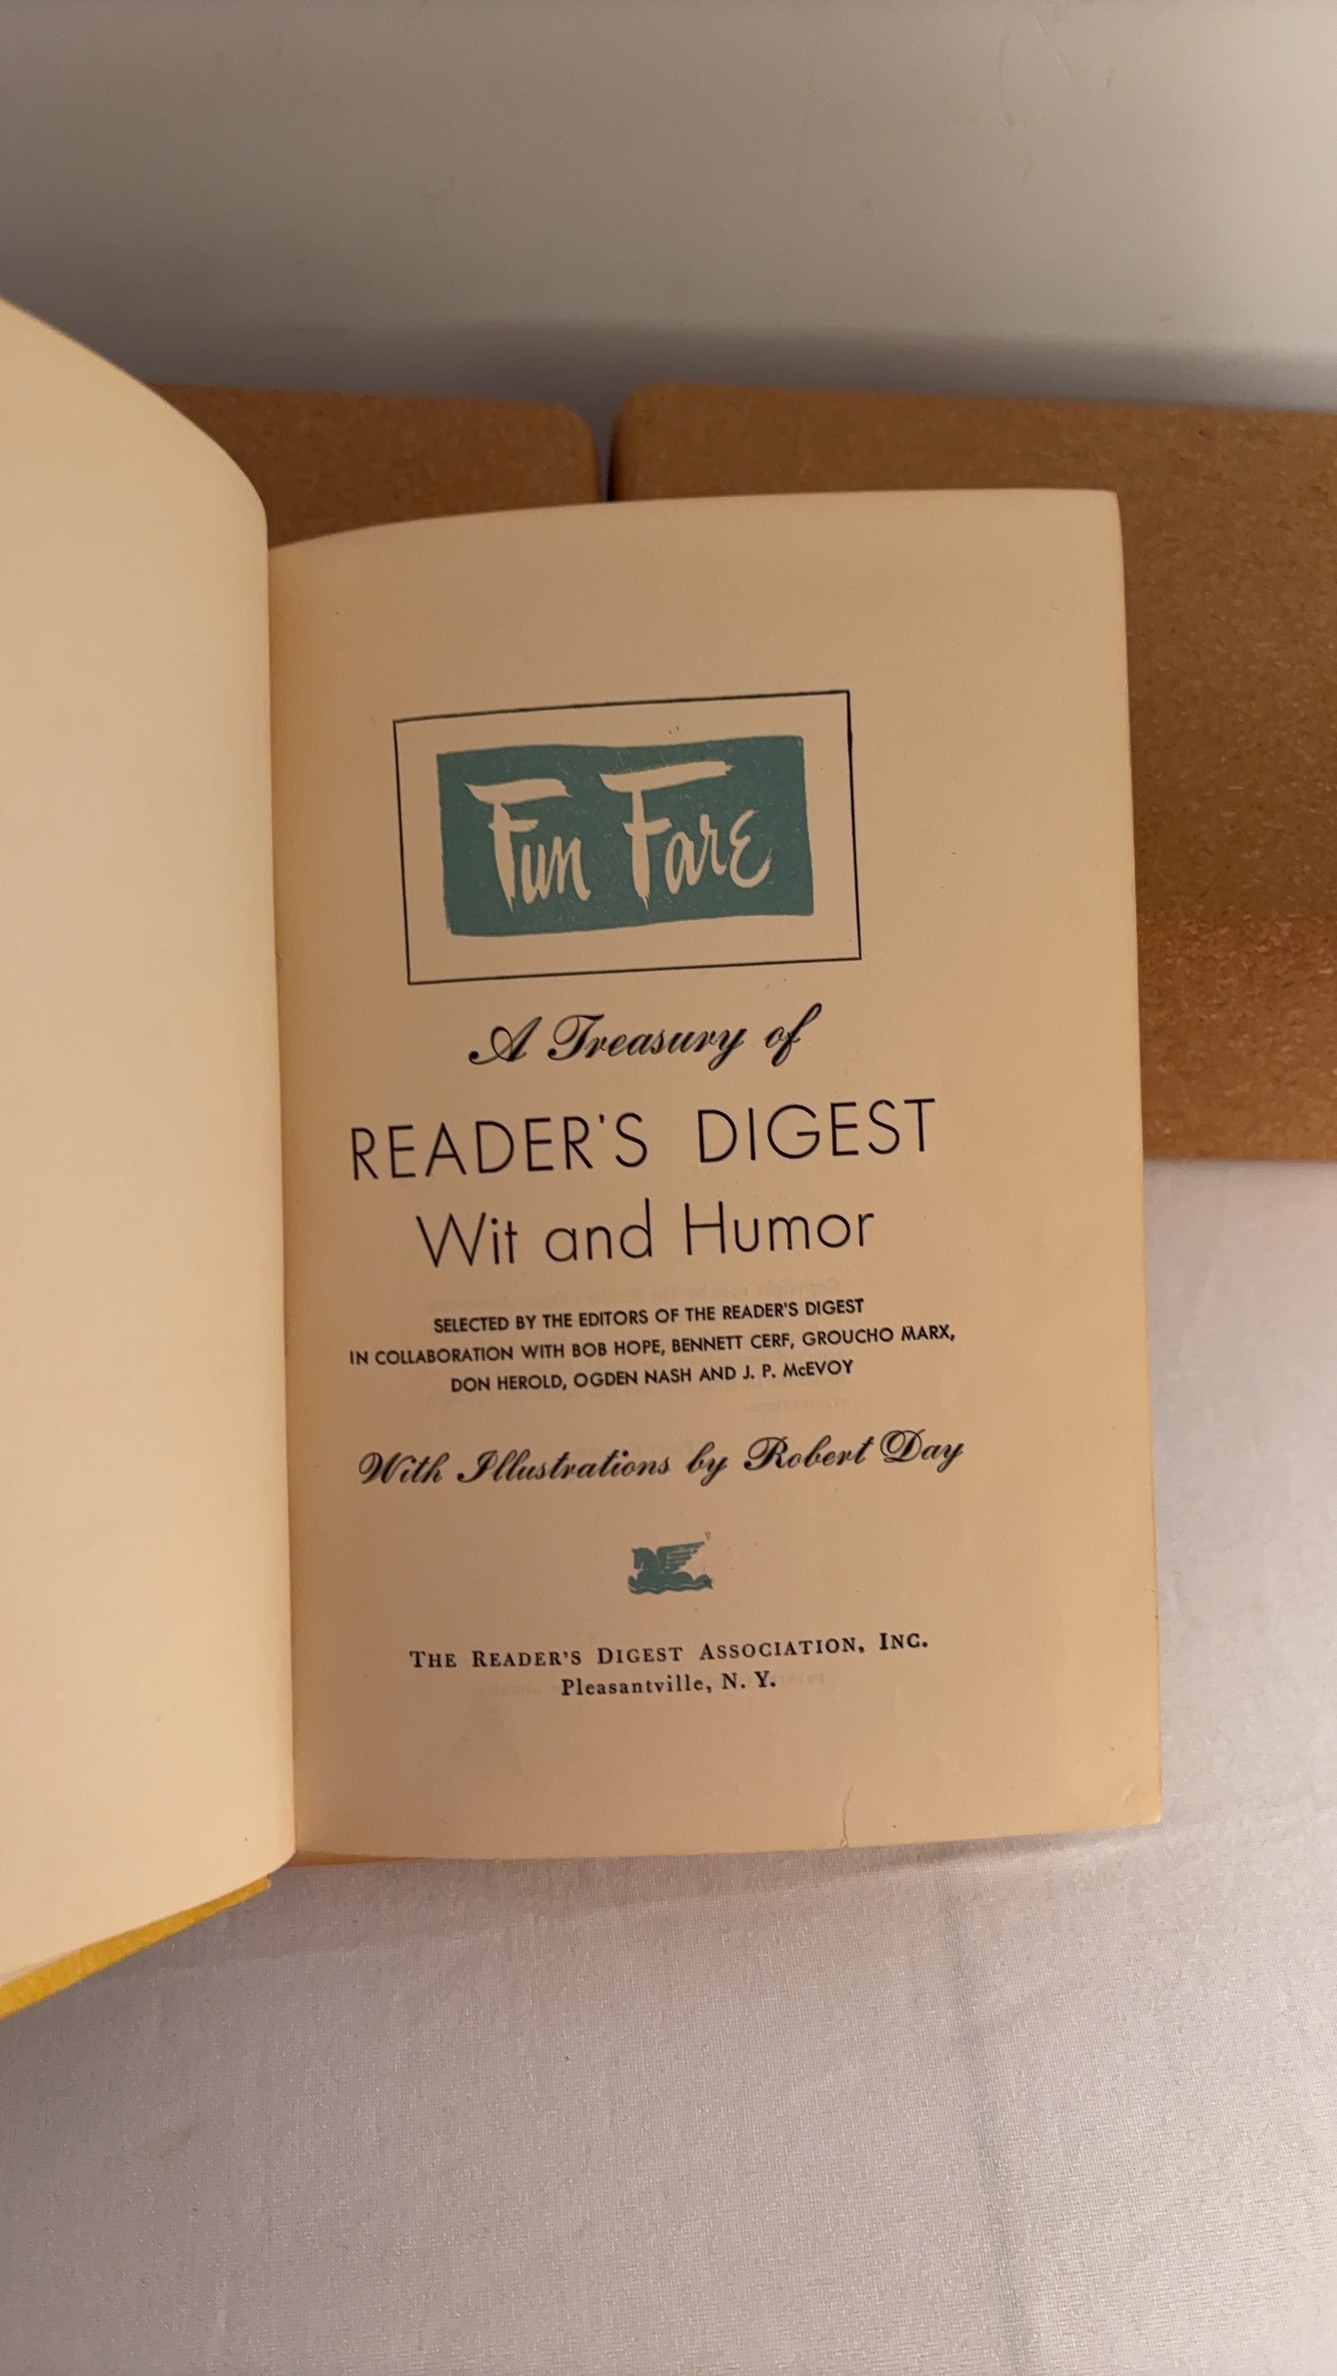 Fun Fare
A Treasury of
READER'S DIGEST
Wit and Humor
SELECTED BY THE EDITORS OF THE READER'S DIGEST
IN COLLABORATION WITH BOB HOPE, BENNETT CERF, GROUCHO MARX,
DON HEROLD, OGDEN NASH AND J. P. McEVOY
With Illustrations by Robert Day
THE READER'S DIGEST ASSOCIATION, INC.
Pleasantville, N. Y.